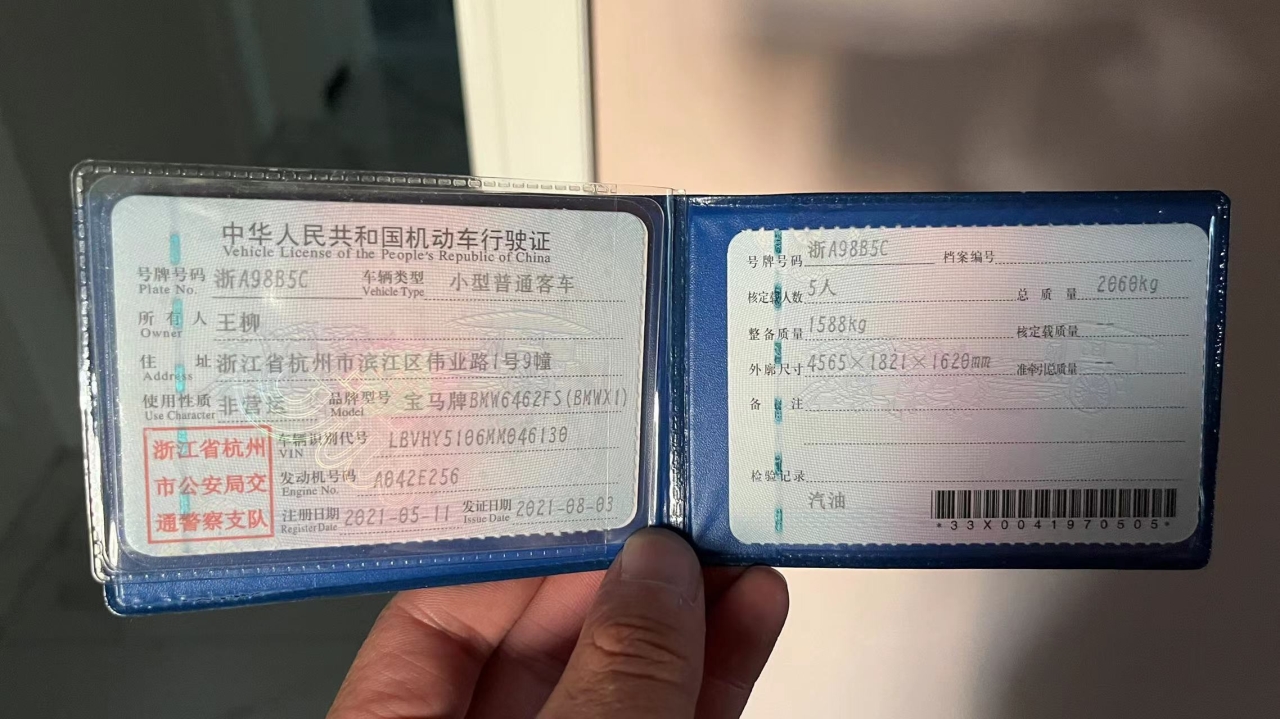 中华人民共和国机动车行驶证
Vehicle License of the People's Republic of China
号牌号码 浙A98B5C 车辆类型 小型普通客车
Plate No. Vehicle Type
所有人 王柳
Owner
住址 浙江省杭州市滨江区伟业路1号9幢
Address
使用性质 非营运 品牌型号 宝马牌BMW6462FS(BMWX1)
Use Character Model
浙江省杭州
市公安局交
通警察支队
车辆识别代号 LBVHY5106MM046130
VIN
发动机号码 A042E256
Engine No.
注册日期 2021-05-11 发证日期 2021-08-03
Register Date Issue Date
号牌号码 浙A98B5C 档案编号
核定载人数 5人 总质量 2060kg
整备质量 1588kg 核定载质量 --
外廓尺寸 4565×1821×1620mm 准牵引总质量 --
备注
检验记录
汽油
*33X0041970505*